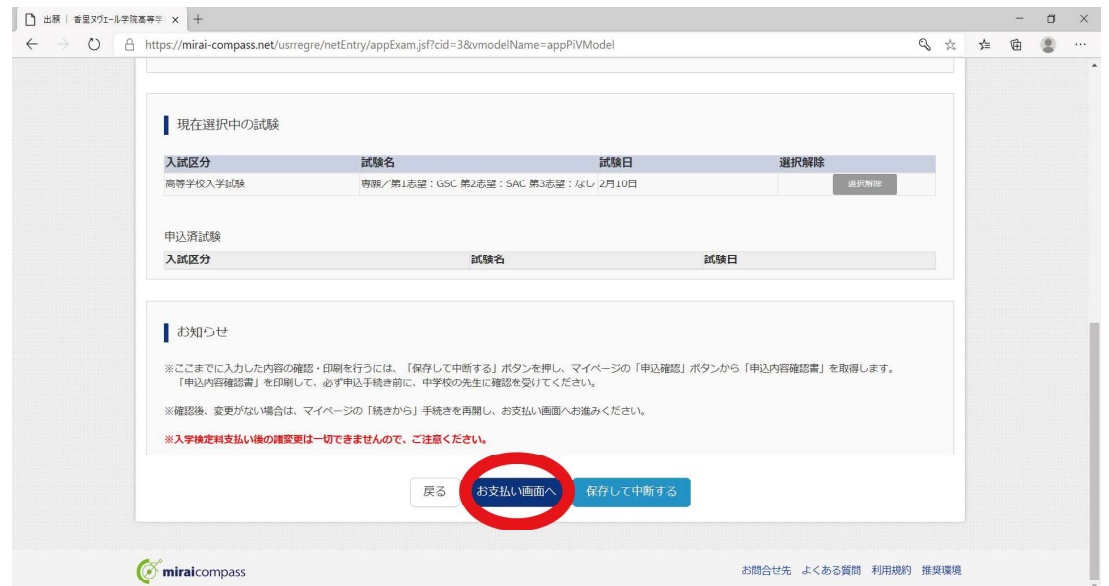 出願 | 香里ヌヴェール学院高等学
https://mirai-compass.net/usrregre/netEntry/appExam.jsf?cid=3&vmodelName=appPiVModel
現在選択中の試験
入試区分 試験名 試験日 選択解除
高等学校入学試験 専願／第1志望：GSC 第2志望：SAC 第3志望：なし 2月10日 選択解除
申込済試験
入試区分 試験名 試験日
お知らせ
※ここまでに入力した内容の確認・印刷を行うには、「保存して中断する」ボタンを押し、マイページの「申込確認」ボタンから「申込内容確認書」を取得します。
「申込内容確認書」を印刷して、必ず申込手続き前に、中学校の先生に確認を受けてください。
※確認後、変更がない場合は、マイページの「続きから」手続きを再開し、お支払い画面へお進みください。
※入学検定料支払い後の諸変更は一切できませんので、ご注意ください。
戻る お支払い画面へ 保存して中断する
miraicompass お問合せ先 よくある質問 利用規約 推奨環境